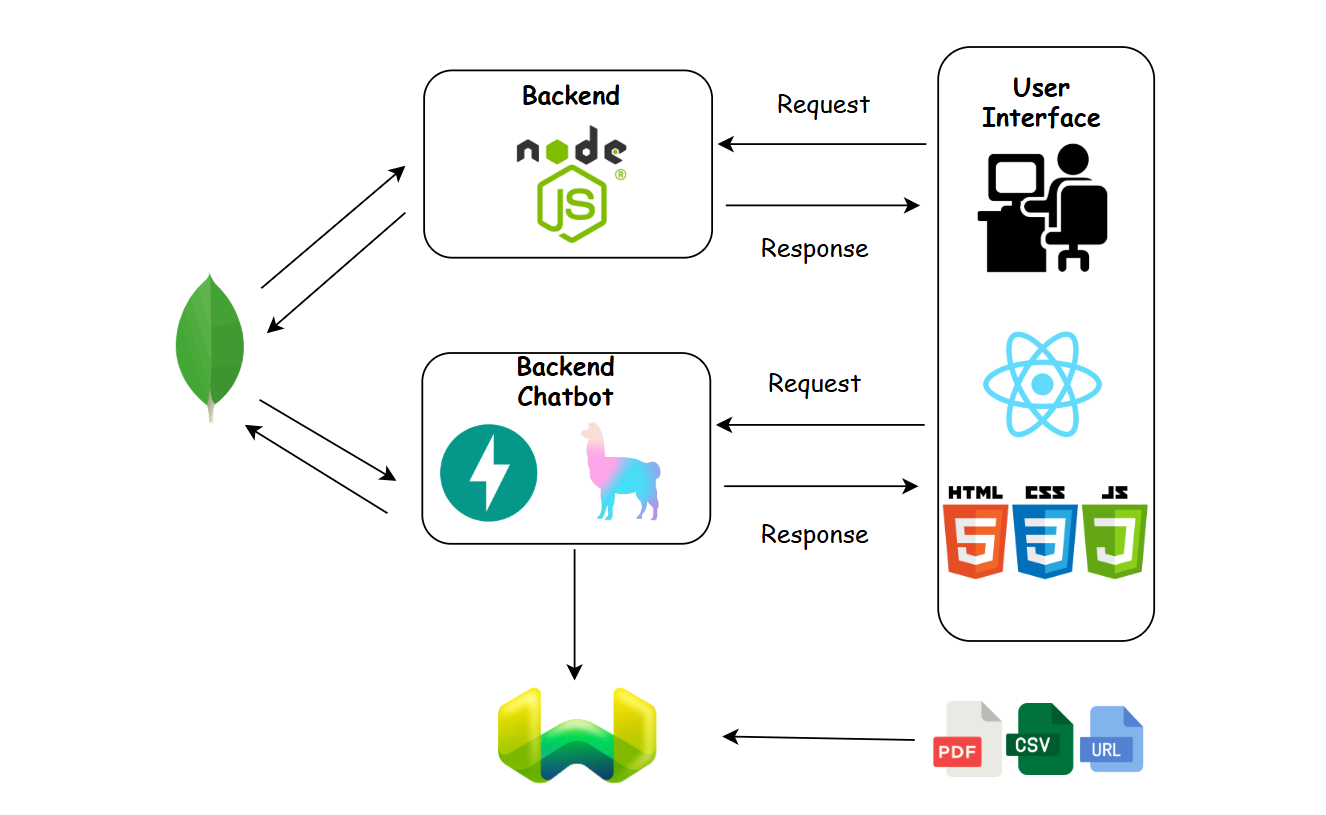 Backend
node
JS
®
Request
Response
User
Interface
Backend
Chatbot
Request
Response
HTML CSS JS
5 3 J
PDF CSV URL